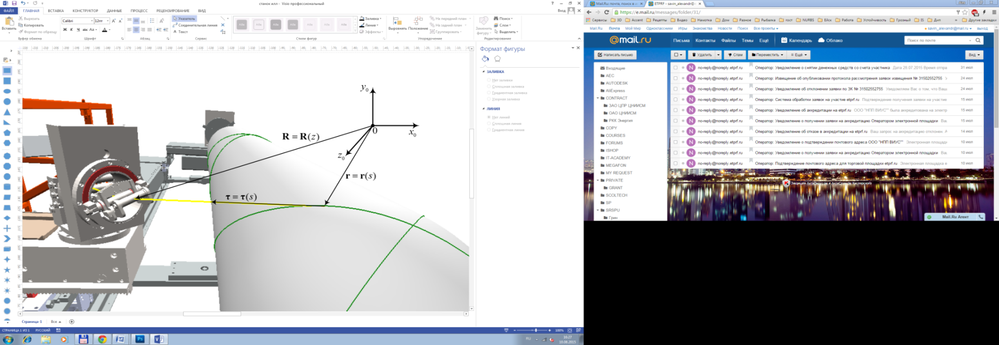 станок илл - Visio профессиональный
Вход
ФАЙЛ ГЛАВНАЯ ВСТАВКА КОНСТРУКТОР ДАННЫЕ ПРОЦЕСС РЕЦЕНЗИРОВАНИЕ ВИД
Вставить
Вырезать
Копировать
Формат по образцу
Буфер обмена
Calibri 12пт
Ж К Ч abc Aa
Шрифт
Абзац
Указатель
Соединительная линия
Текст
Сервис
Стили фигур
Заливка
Линия
Эффекты
Выровнять Положение
На передний план
На задний план
Группировать
Упорядочение
Заменить фигуру
Поиск
Слои
Выделить
Редактирование
Формат фигуры
ЗАЛИВКА
Нет заливки
Сплошная заливка
Градиентная заливка
Узорная заливка
ЛИНИЯ
Нет линий
Сплошная линия
Градиентная линия
y0
0
x0
z0
R = R(z)
r = r(s)
τ = τ(s)
Страница-1 Все
СТРАНИЦА 1 ИЗ 1 РУССКИЙ
188%
RU
16:27
10.08.2015
Mail.Ru: почта, поиск в
ETPRF - savin_alexandr@
https://e.mail.ru/messages/folder/31/
Сервисы 3D Accent Рецепты Видео Намотка Дом Разное Рыбалка гост NURBS Ейск Работа Устойчивость Грозный IS Дип » Другие закладки
Mail.Ru Почта Мой Мир Одноклассники Игры Знакомства Новости Поиск Все проекты
savin_alexandr@mail.ru выход
@mail.ru
Письма Контакты Файлы Темы Ещё Календарь Облако
Поиск по почте
Написать письмо
Удалить Спам Переместить Ещё Вид
Входящие
AEC
AUTODESK
AliExpress
CONTRACT
ЗАО ЦПР ЦНИИСМ
ОАО ЦНИИСМ
РКК Энергия
COPY
COURSES
FORUMS
ISHOP
IT-ACADEMY
MEGAFON
MY REQUEST
PRIVATE
GRANT
SCOLTECH
SP
SRSPU
Грин
N no-reply@noreply.etprf.ru Оператор: Уведомление о снятии денежных средств со счета участника Дата 28.07.2015 Время отпра 31 июл
N no-reply@noreply.etprf.ru Оператор: Извещение об опубликовании протокола рассмотрения заявок извещения № 31502552755 24 июл
N no-reply@noreply.etprf.ru Оператор: Уведомление об отклонении заявки по ЗК № 31502552755 Уведомляем Вас о том, что Ваш 24 июл
N no-reply@noreply.etprf.ru Оператор: Система обработки заявок на участие etprf.ru Подтверждение получения заявки на участие 15 июл
N no-reply@noreply.etprf.ru Оператор: Уведомление об аккредитации на etprf.ru ООО "НПП ВИУС"" была аккредитована на электр 15 июл
N no-reply@noreply.etprf.ru Оператор: Уведомление о получении заявки на аккредитацию Оператором электронной площадки Ва 15 июл
N no-reply@noreply.etprf.ru Оператор: Уведомление об отказе в аккредитации на etprf.ru Ваш запрос на аккредитацию отклонен. 14 июл
N no-reply@noreply.etprf.ru Оператор: Уведомление о подтверждении почтового адреса ООО "НПП ВИУС"" Электронная площадк 10 июл
N no-reply@noreply.etprf.ru Оператор: Уведомление о получении заявки на аккредитацию Оператором электронной площадки Ва 10 июл
N no-reply@noreply.etprf.ru Оператор: Подтверждение почтового адреса для торговой площадки etprf.ru Электронная площадка 10 июл
Защищен АнтиВирусом и АнтиСпамом Касперского
Mail.Ru Агент